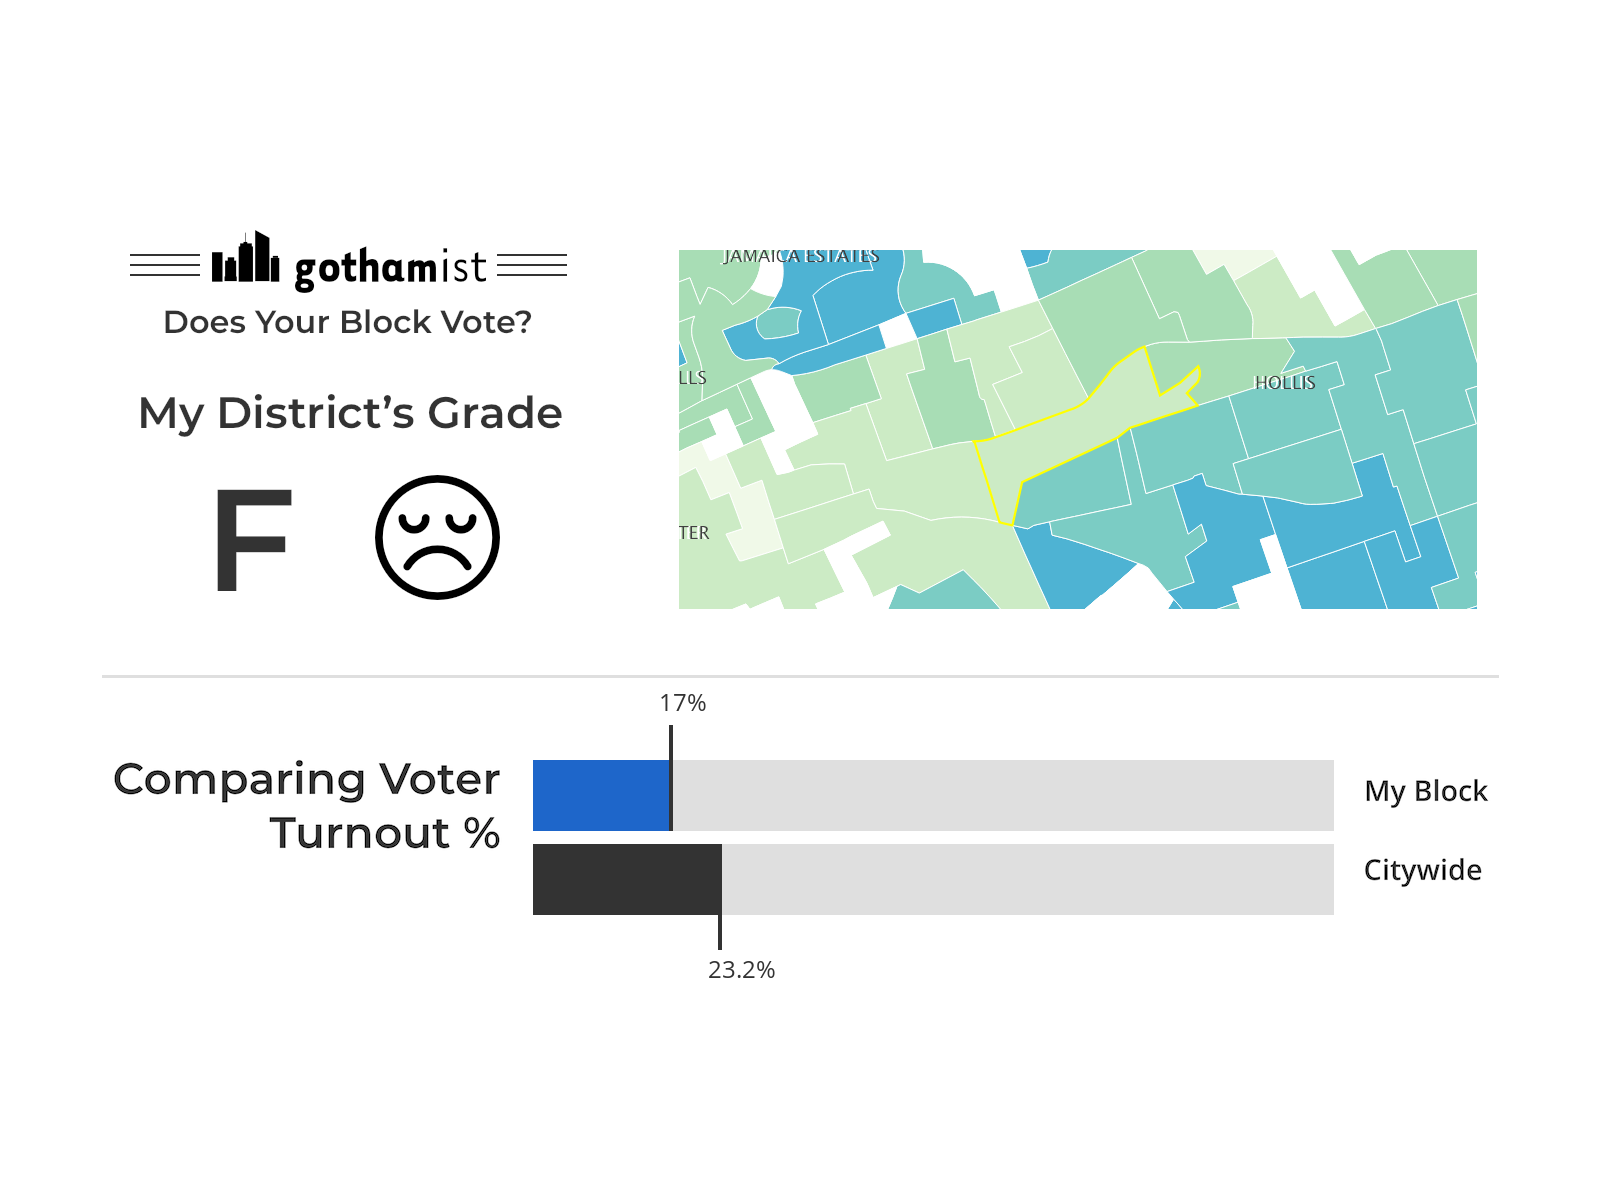 gothamist
Does Your Block Vote?
My District’s Grade
F
JAMAICA ESTATES
LLS
HOLLIS
TER
17%
Comparing Voter
Turnout %
My Block
Citywide
23.2%